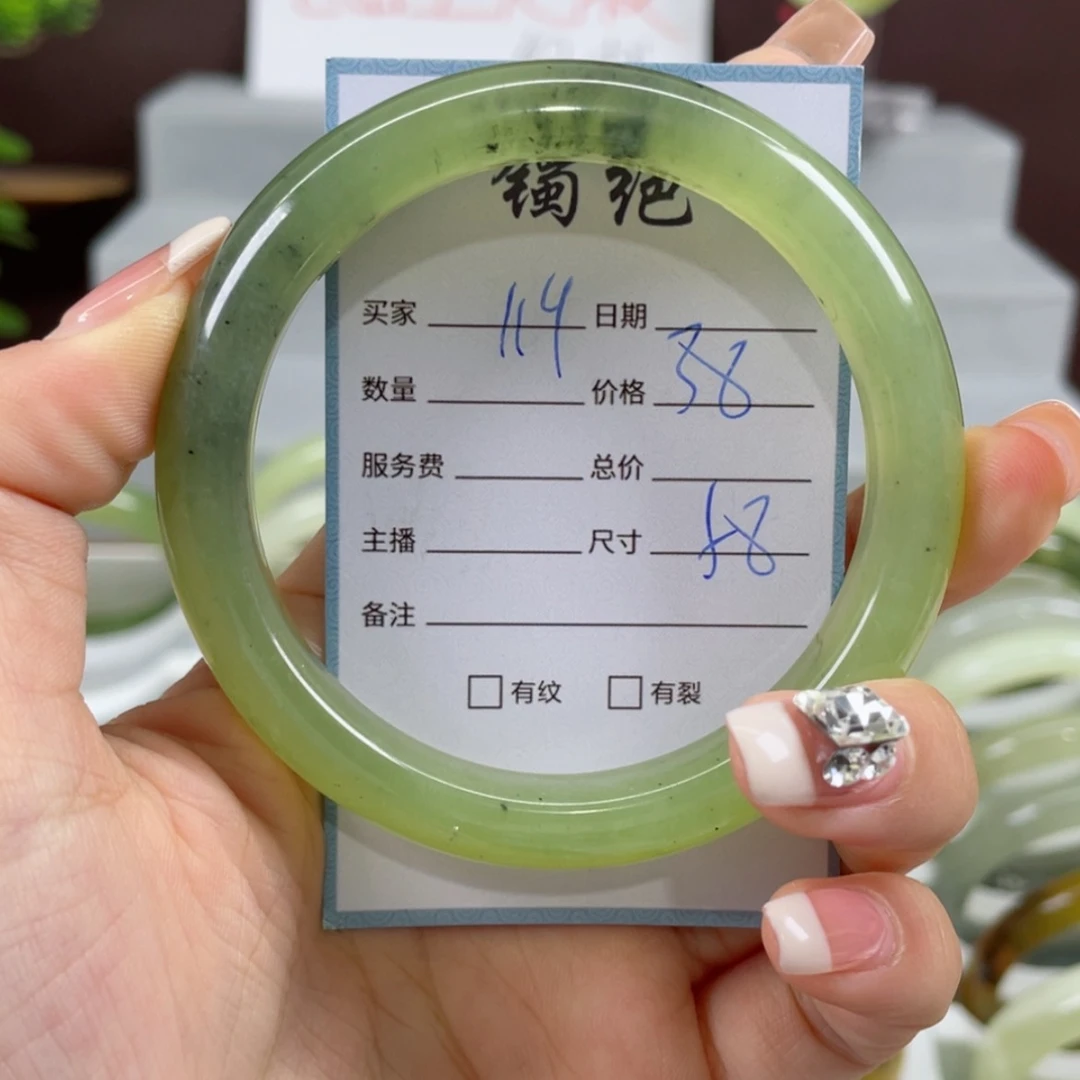 镯
买家 114 日期
数量 价格 38
服务费 总价
主播 尺寸 58
备注
□有纹 □有裂